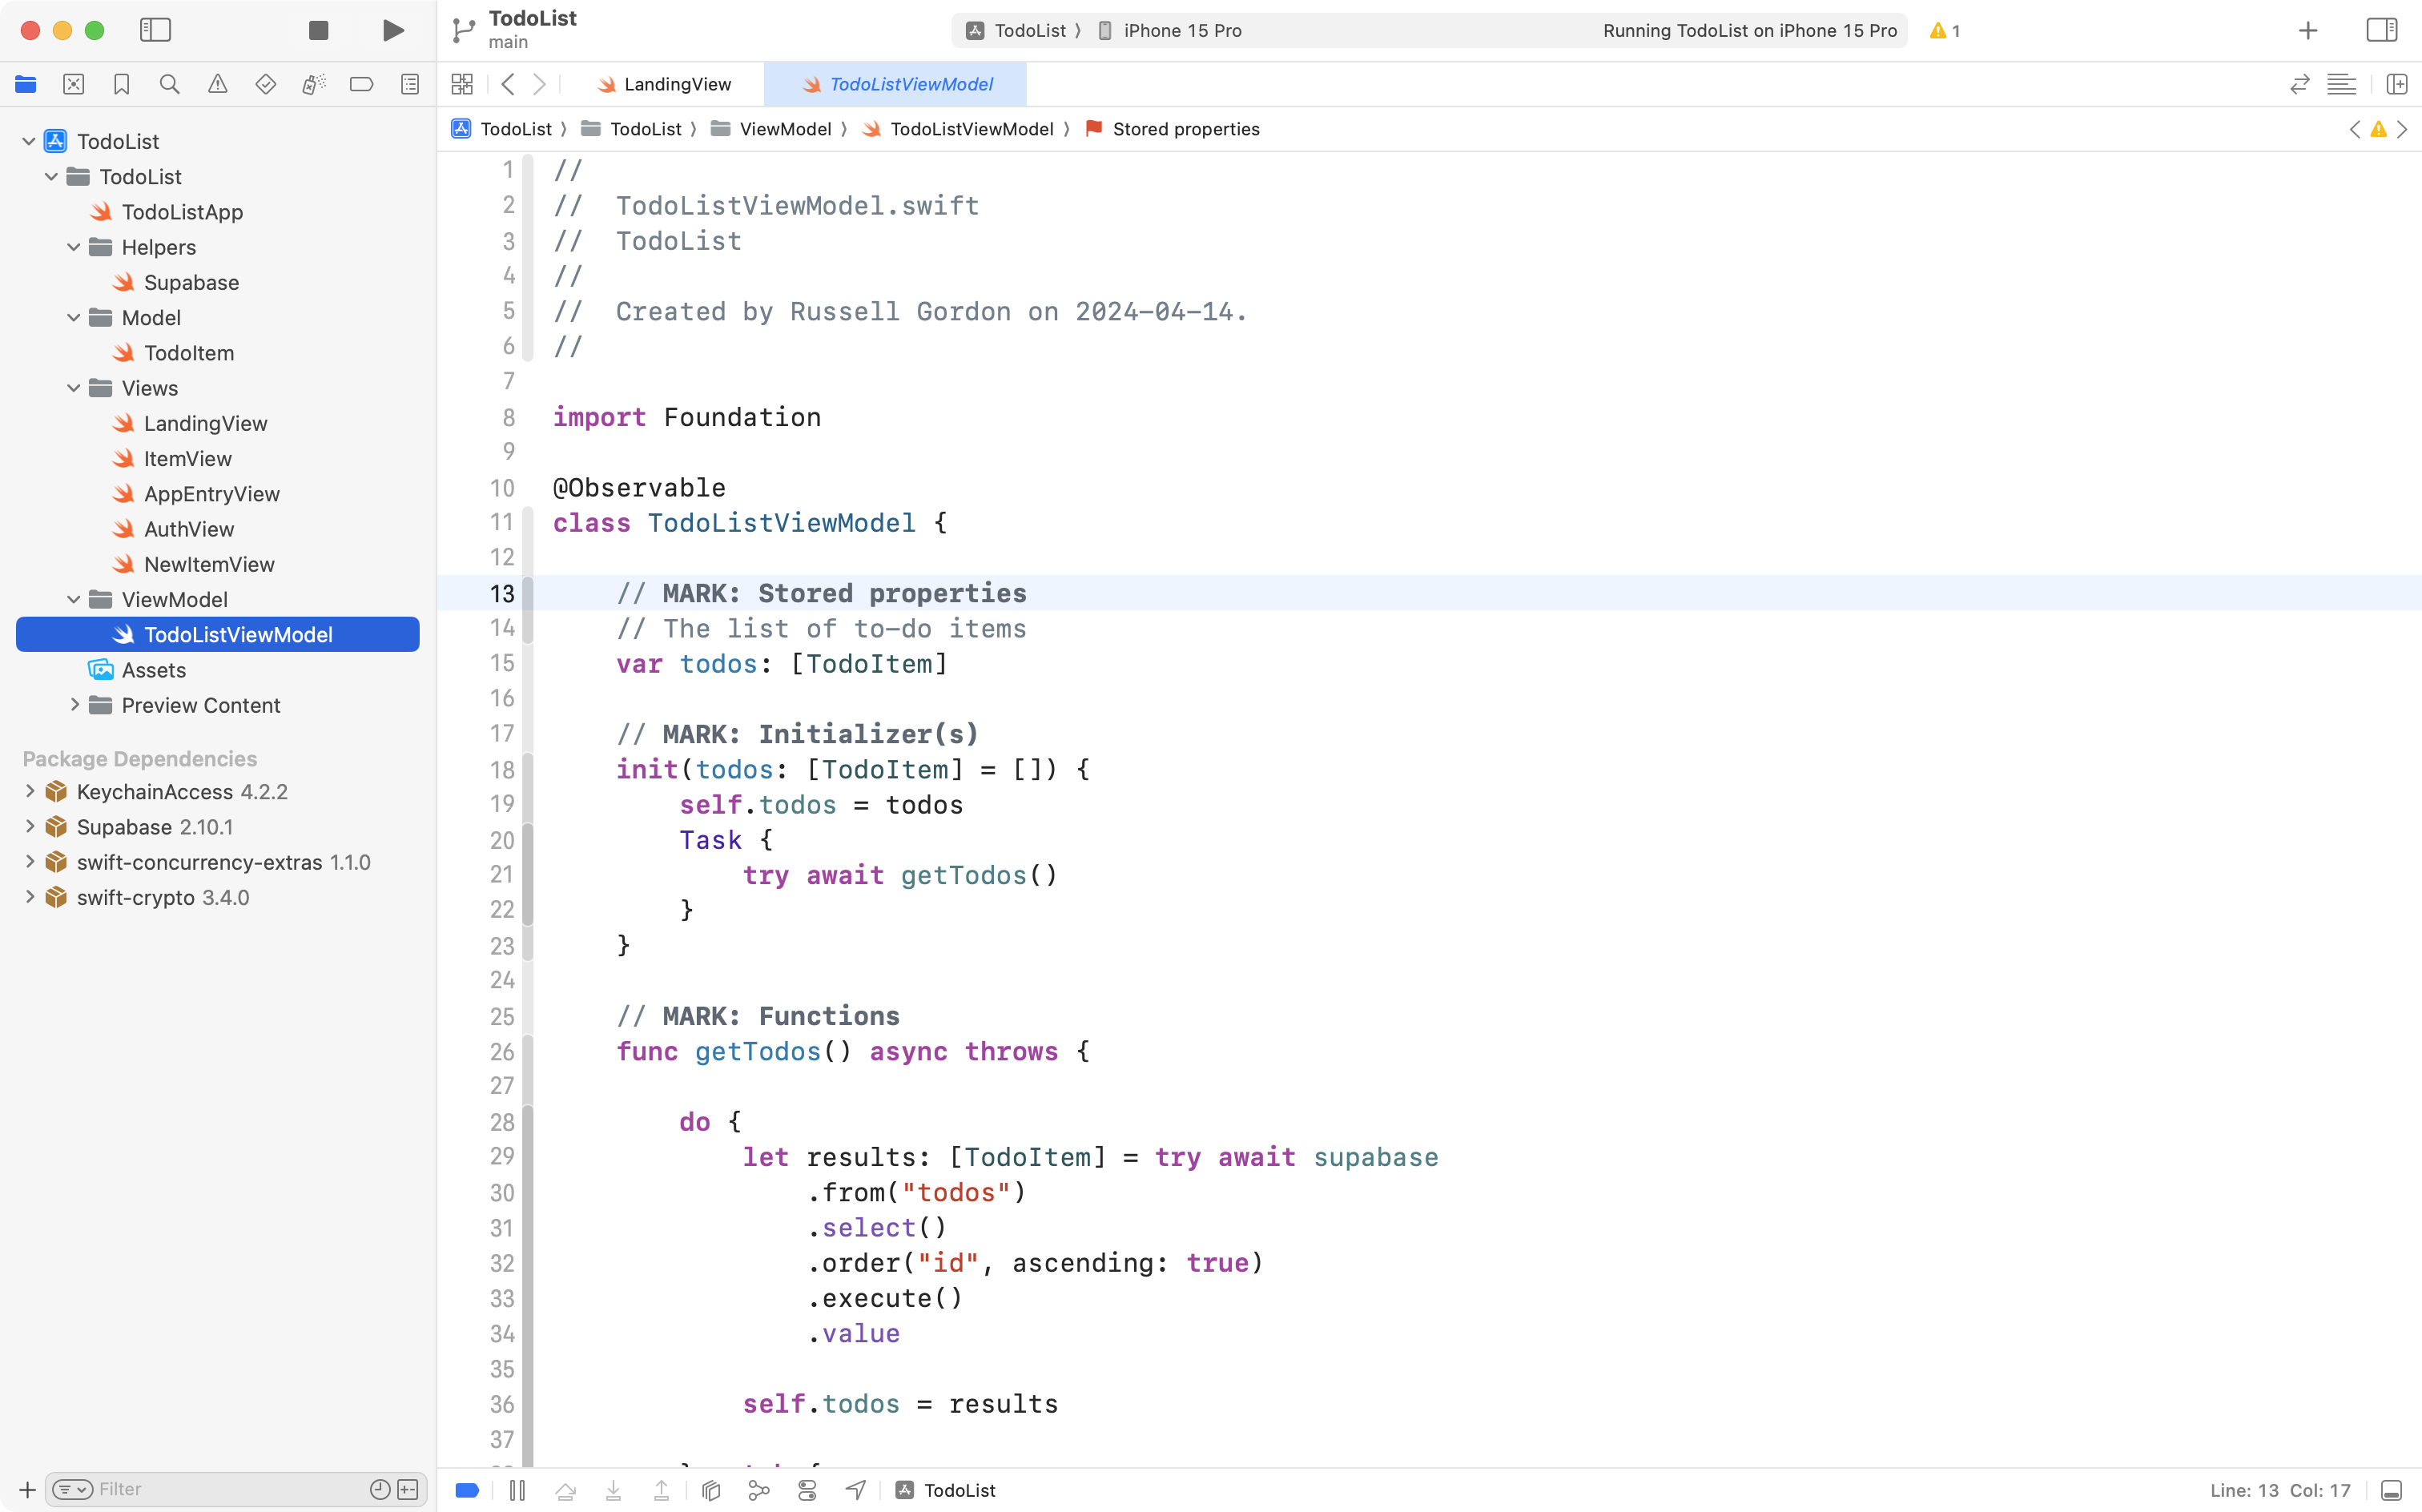 TodoList
main
TodoList 〉 iPhone 15 Pro
Running TodoList on iPhone 15 Pro
1
LandingView
TodoListViewModel
TodoList 〉 TodoList 〉 ViewModel 〉 TodoListViewModel 〉 Stored properties
TodoList
TodoList
TodoListApp
Helpers
Supabase
Model
TodoItem
Views
LandingView
ItemView
AppEntryView
AuthView
NewItemView
ViewModel
TodoListViewModel
Assets
Preview Content
Package Dependencies
KeychainAccess 4.2.2
Supabase 2.10.1
swift-concurrency-extras 1.1.0
swift-crypto 3.4.0
Filter
1 //
2 //  TodoListViewModel.swift
3 //  TodoList
4 //
5 //  Created by Russell Gordon on 2024-04-14.
6 //
7
8 import Foundation
9
10 @Observable
11 class TodoListViewModel {
12
13     // MARK: Stored properties
14     // The list of to-do items
15     var todos: [TodoItem]
16
17     // MARK: Initializer(s)
18     init(todos: [TodoItem] = []) {
19         self.todos = todos
20         Task {
21             try await getTodos()
22         }
23     }
24
25     // MARK: Functions
26     func getTodos() async throws {
27
28         do {
29             let results: [TodoItem] = try await supabase
30                 .from("todos")
31                 .select()
32                 .order("id", ascending: true)
33                 .execute()
34                 .value
35
36             self.todos = results
37
TodoList
Line: 13 Col: 17